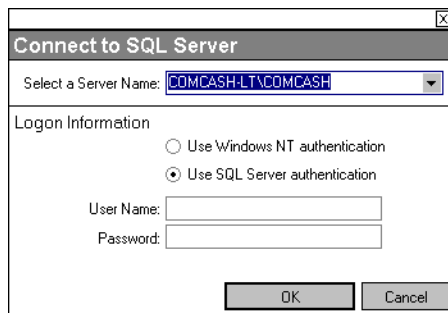 Connect to SQL Server
Select a Server Name: COMCASH-LT\COMCASH
Logon Information
Use Windows NT authentication
Use SQL Server authentication
User Name:
Password:
OK Cancel